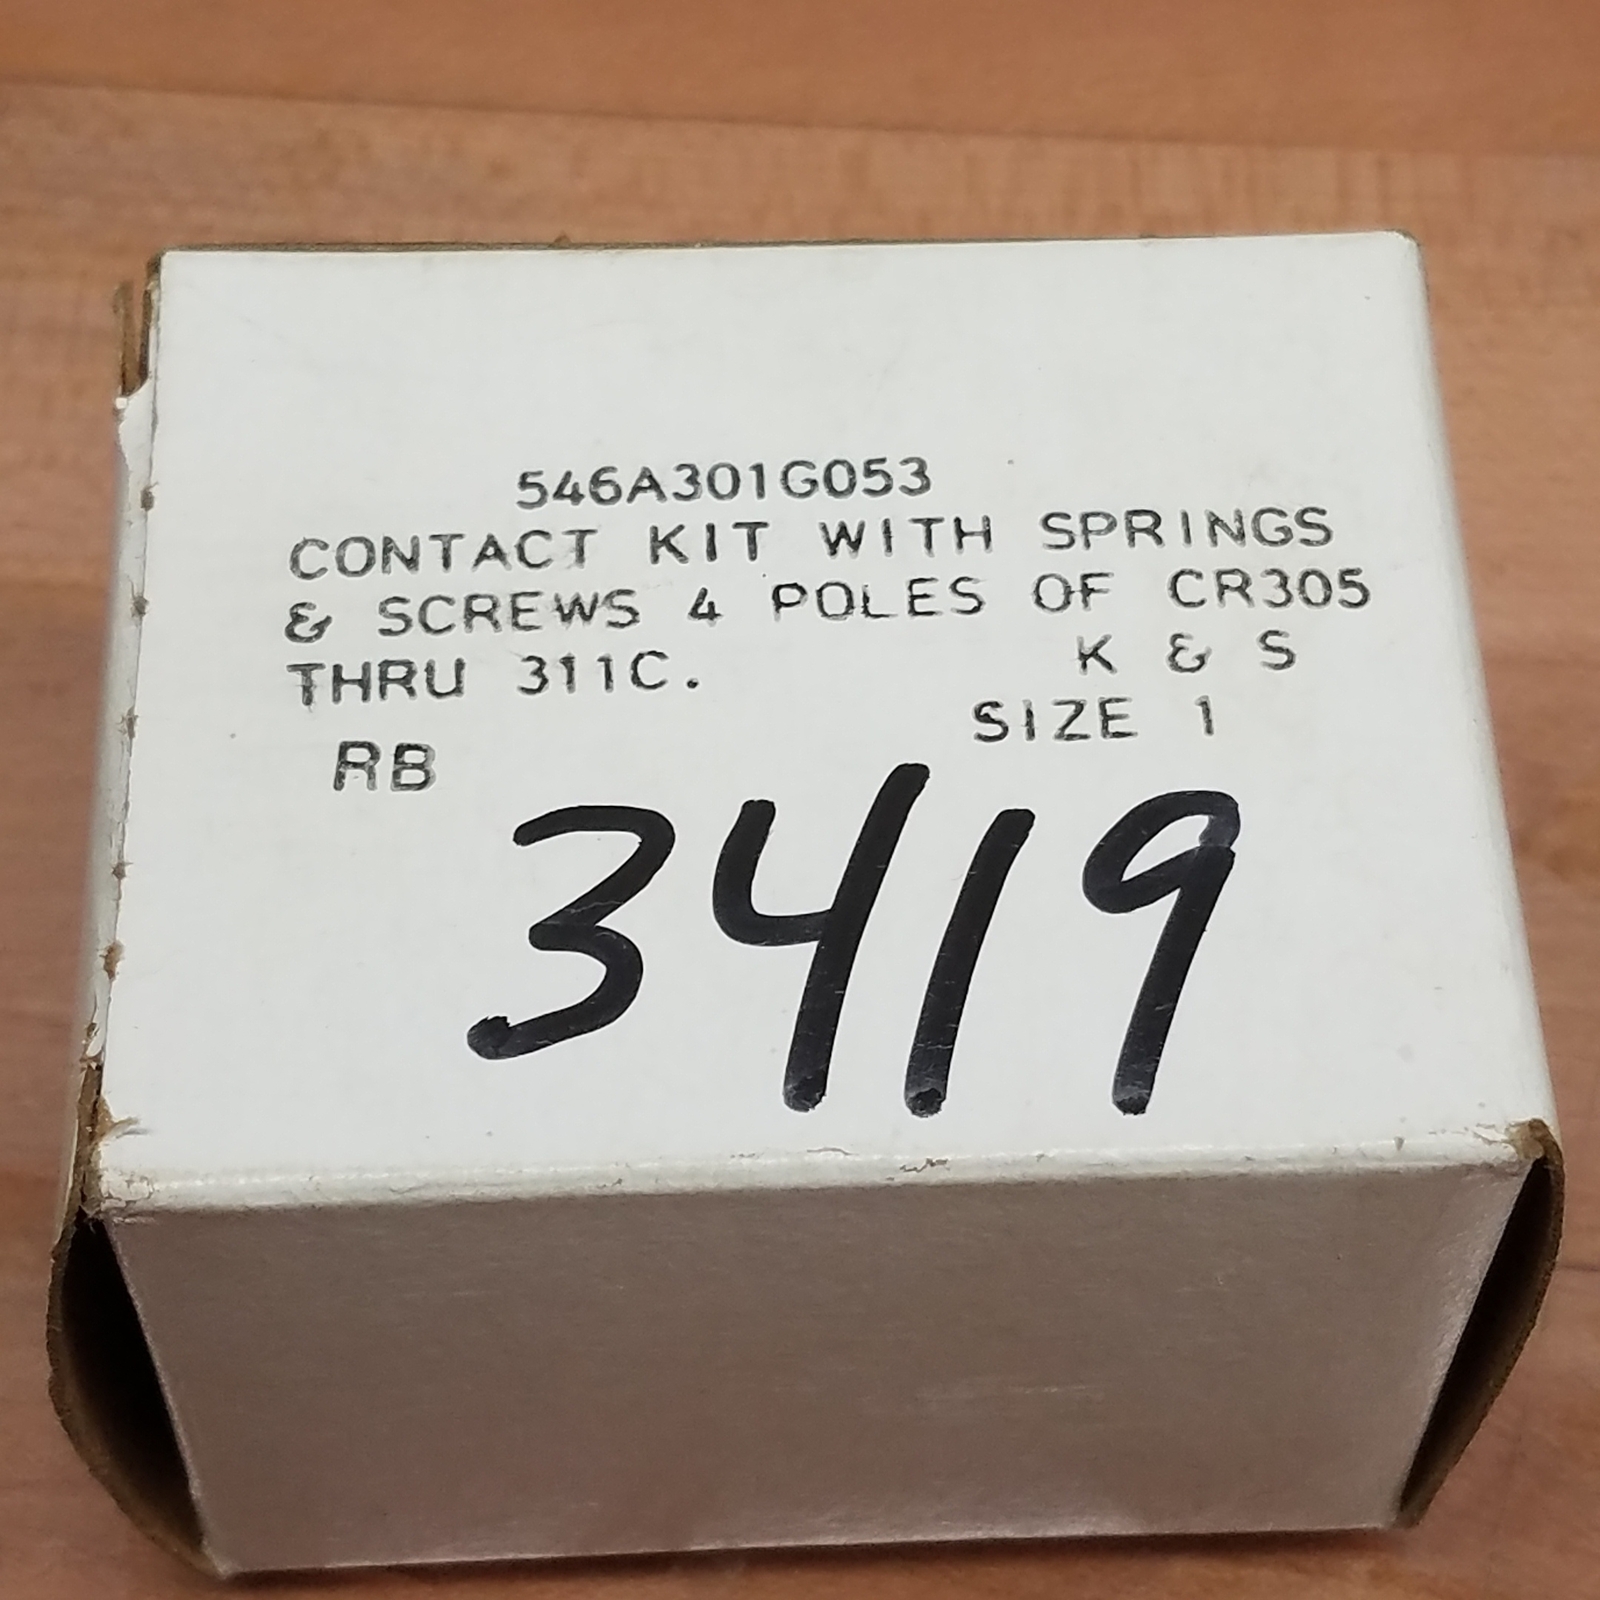 546A301G053
CONTACT KIT WITH SPRINGS
& SCREWS 4 POLES OF CR305
THRU 311C. K & S
RB SIZE 1
3419